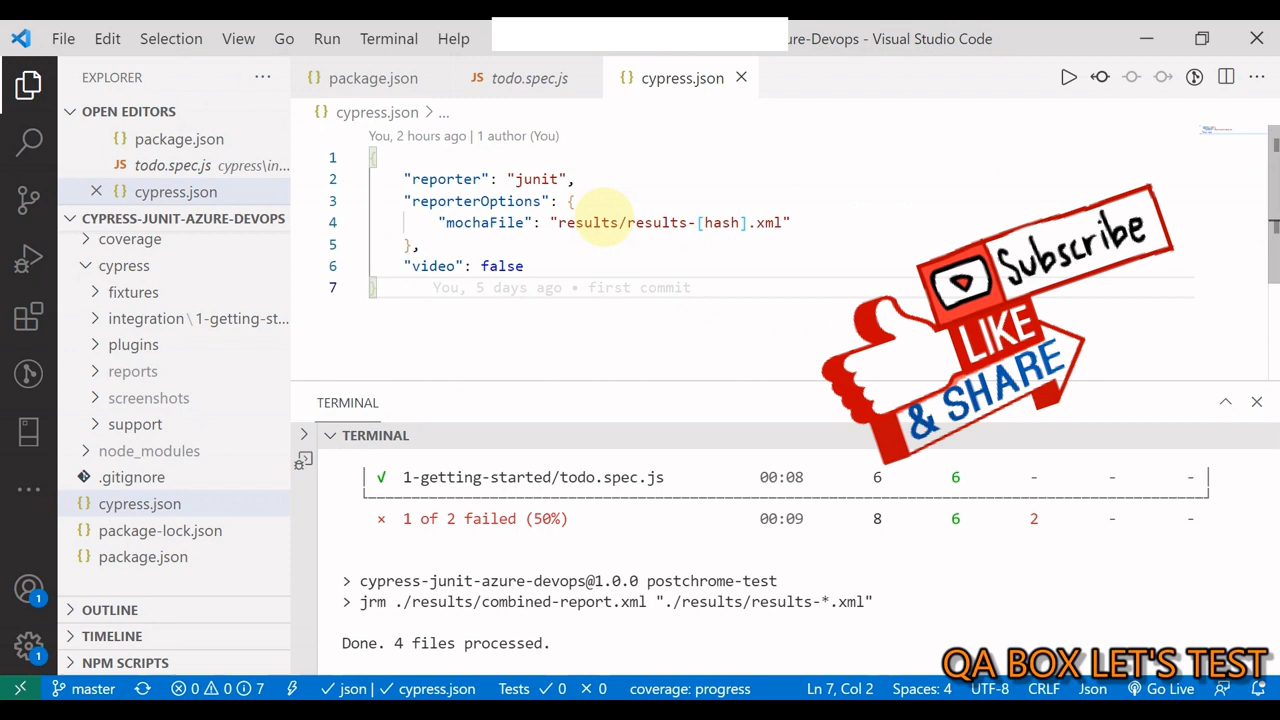 File Edit Selection View Go Run Terminal Help
ure-Devops - Visual Studio Code
EXPLORER
OPEN EDITORS
package.json
todo.spec.js cypress\in...
cypress.json
CYPRESS-JUNIT-AZURE-DEVOPS
coverage
cypress
fixtures
integration\1-getting-st...
plugins
reports
screenshots
support
node_modules
.gitignore
cypress.json
package-lock.json
package.json
OUTLINE
TIMELINE
NPM SCRIPTS
{} package.json JS todo.spec.js {} cypress.json
{} cypress.json > ...
You, 2 hours ago | 1 author (You)
1 {
2 "reporter": "junit",
3 "reporterOptions": {
4 "mochaFile": "results/results-[hash].xml"
5 },
6 "video": false
7 } You, 5 days ago • first commit
Subscribe
LIKE
& SHARE
TERMINAL
TERMINAL
√ 1-getting-started/todo.spec.js 00:08 6 6 - - -
× 1 of 2 failed (50%) 00:09 8 6 2 - -
> cypress-junit-azure-devops@1.0.0 postchrome-test
> jrm ./results/combined-report.xml "./results/results-*.xml"
Done. 4 files processed.
QA BOX LET'S TEST
master 0 0 7 json | cypress.json Tests 0 0 coverage: progress Ln 7, Col 2 Spaces: 4 UTF-8 CRLF Json Go Live